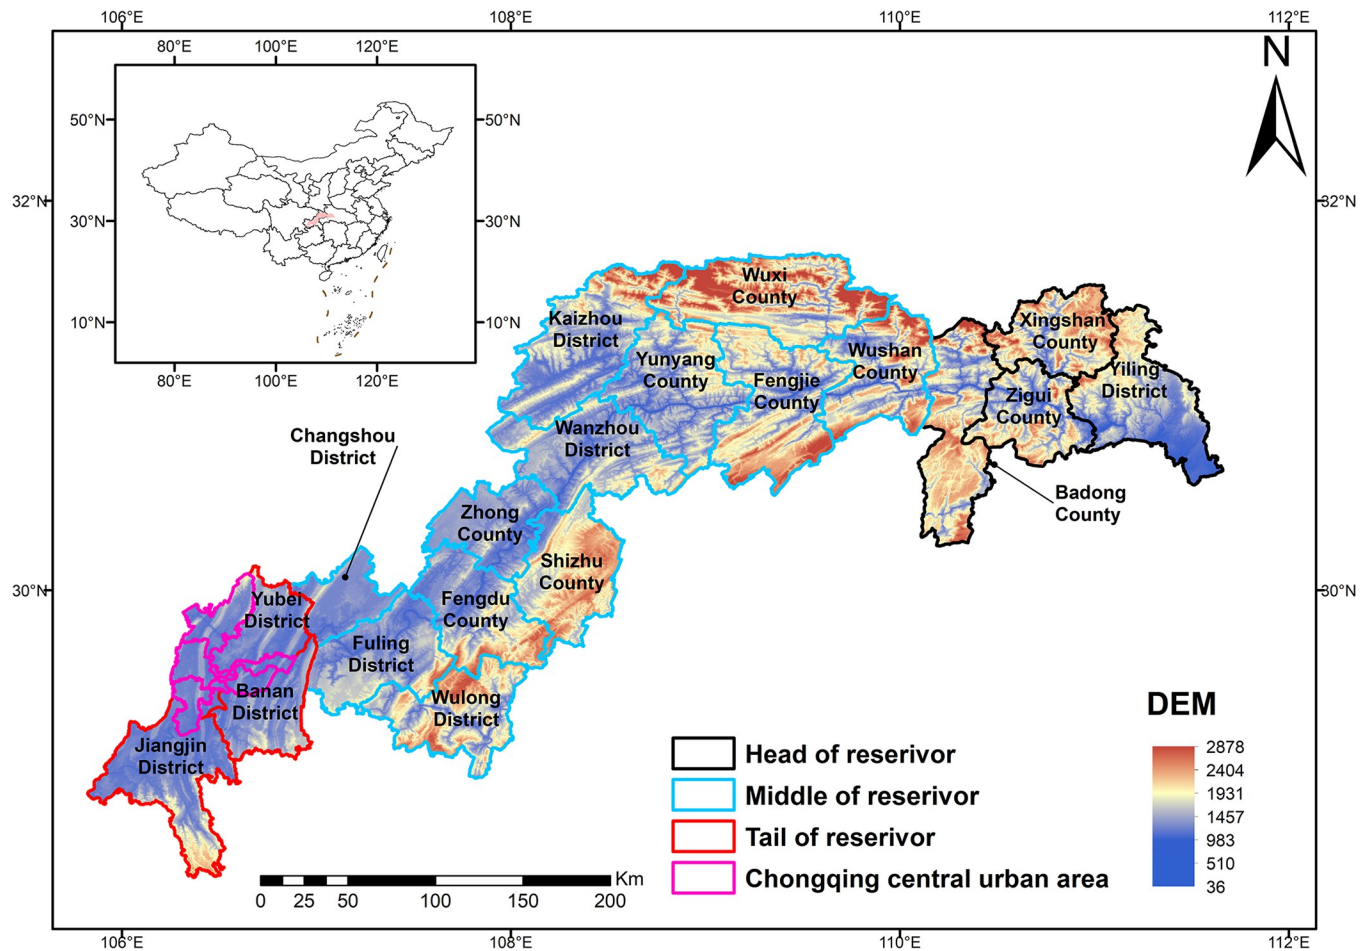 106°E
108°E
110°E
112°E
80°E
100°E
120°E
50°N
50°N
30°N
30°N
10°N
10°N
80°E
100°E
120°E
N
32°N
32°N
30°N
30°N
Wuxi
County
Kaizhou
District
Yunyang
County
Fengjie
County
Wushan
County
Xingshan
County
Yiling
District
Zigui
County
Wanzhou
District
Changshou
District
Badong
County
Zhong
County
Shizhu
County
Fengdu
County
Yubei
District
Fuling
District
Banan
District
Wulong
District
Jiangjin
District
Head of reserivor
Middle of reserivor
Tail of reserivor
Chongqing central urban area
DEM
2878
2404
1931
1457
983
510
36
Km
0 25 50 100 150 200
106°E
108°E
110°E
112°E